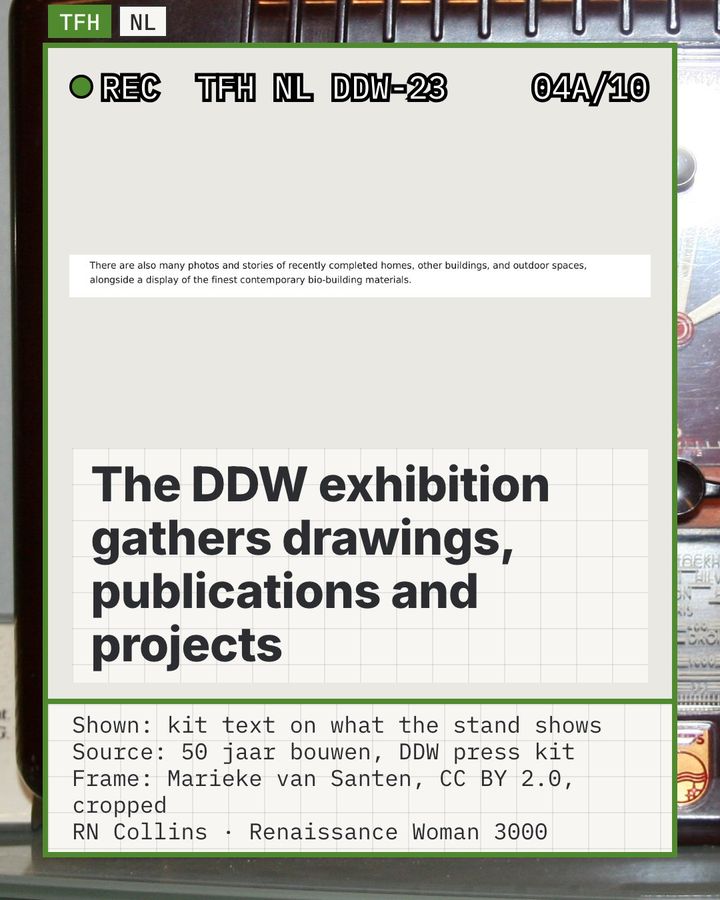 TFH NL
REC TFH NL DDW-23 04A/10
There are also many photos and stories of recently completed homes, other buildings, and outdoor spaces,
alongside a display of the finest contemporary bio-building materials.
The DDW exhibition
gathers drawings,
publications and
projects
Shown: kit text on what the stand shows
Source: 50 jaar bouwen, DDW press kit
Frame: Marieke van Santen, CC BY 2.0,
cropped
RN Collins · Renaissance Woman 3000